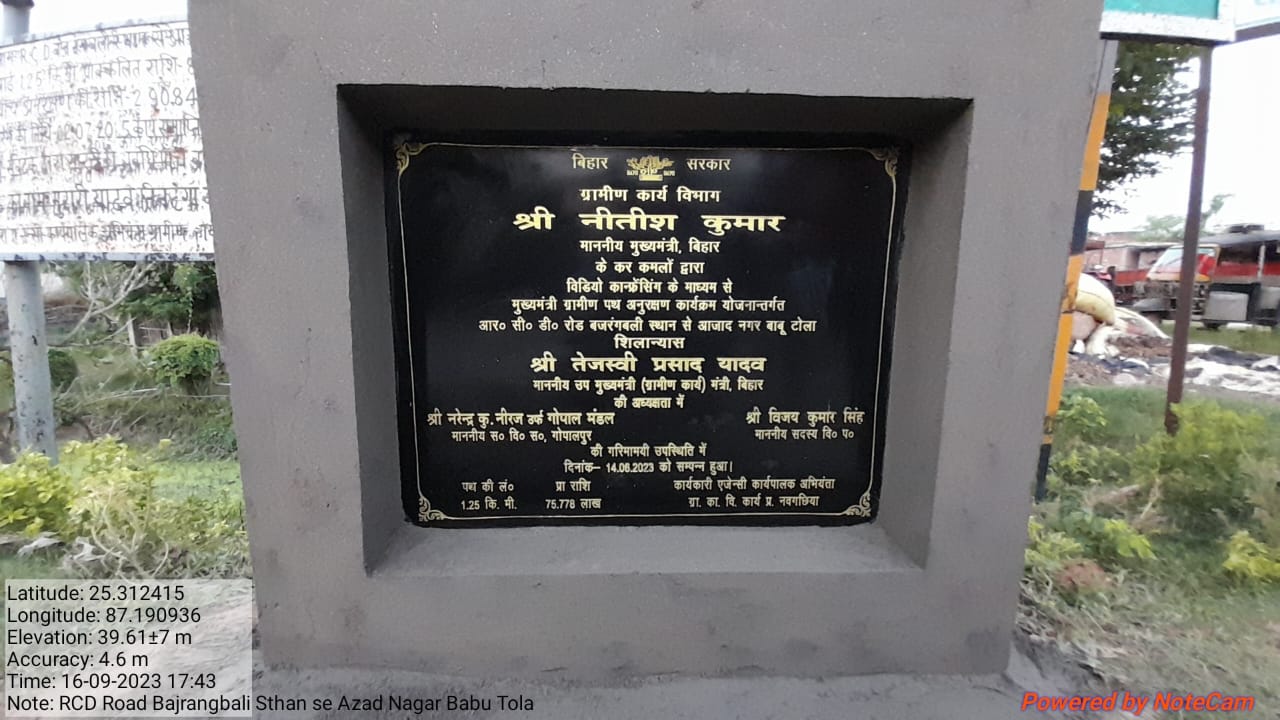 बिहार सरकार
ग्रामीण कार्य विभाग
श्री नीतीश कुमार
माननीय मुख्यमंत्री, बिहार
के कर कमलों द्वारा
विडियो कान्फ्रेंसिंग के माध्यम से
मुख्यमंत्री ग्रामीण पथ अनुरक्षण कार्यक्रम योजनान्तर्गत
आर० सी० डी० रोड बजरंगबली स्थान से आजाद नगर बाबू टोला
शिलान्यास
श्री तेजस्वी प्रसाद यादव
माननीय उप मुख्यमंत्री (ग्रामीण कार्य) मंत्री, बिहार
की अध्यक्षता में
श्री नरेन्द्र कु. नीरज उर्फ गोपाल मंडल श्री विजय कुमार सिंह
माननीय स० वि० स०, गोपालपुर माननीय सदस्य वि० प०
की गरिमामयी उपस्थिति में
दिनांक– 14.06.2023 को सम्पन्न हुआ।
पथ की लं० प्रा राशि कार्यकारी एजेन्सी कार्यपालक अभियंता
1.25 कि. मी. 75.778 लाख ग्रा. का. वि. कार्य प्र. नवगछिया
Latitude: 25.312415
Longitude: 87.190936
Elevation: 39.61±7 m
Accuracy: 4.6 m
Time: 16-09-2023 17:43
Note: RCD Road Bajrangbali Sthan se Azad Nagar Babu Tola
Powered by NoteCam